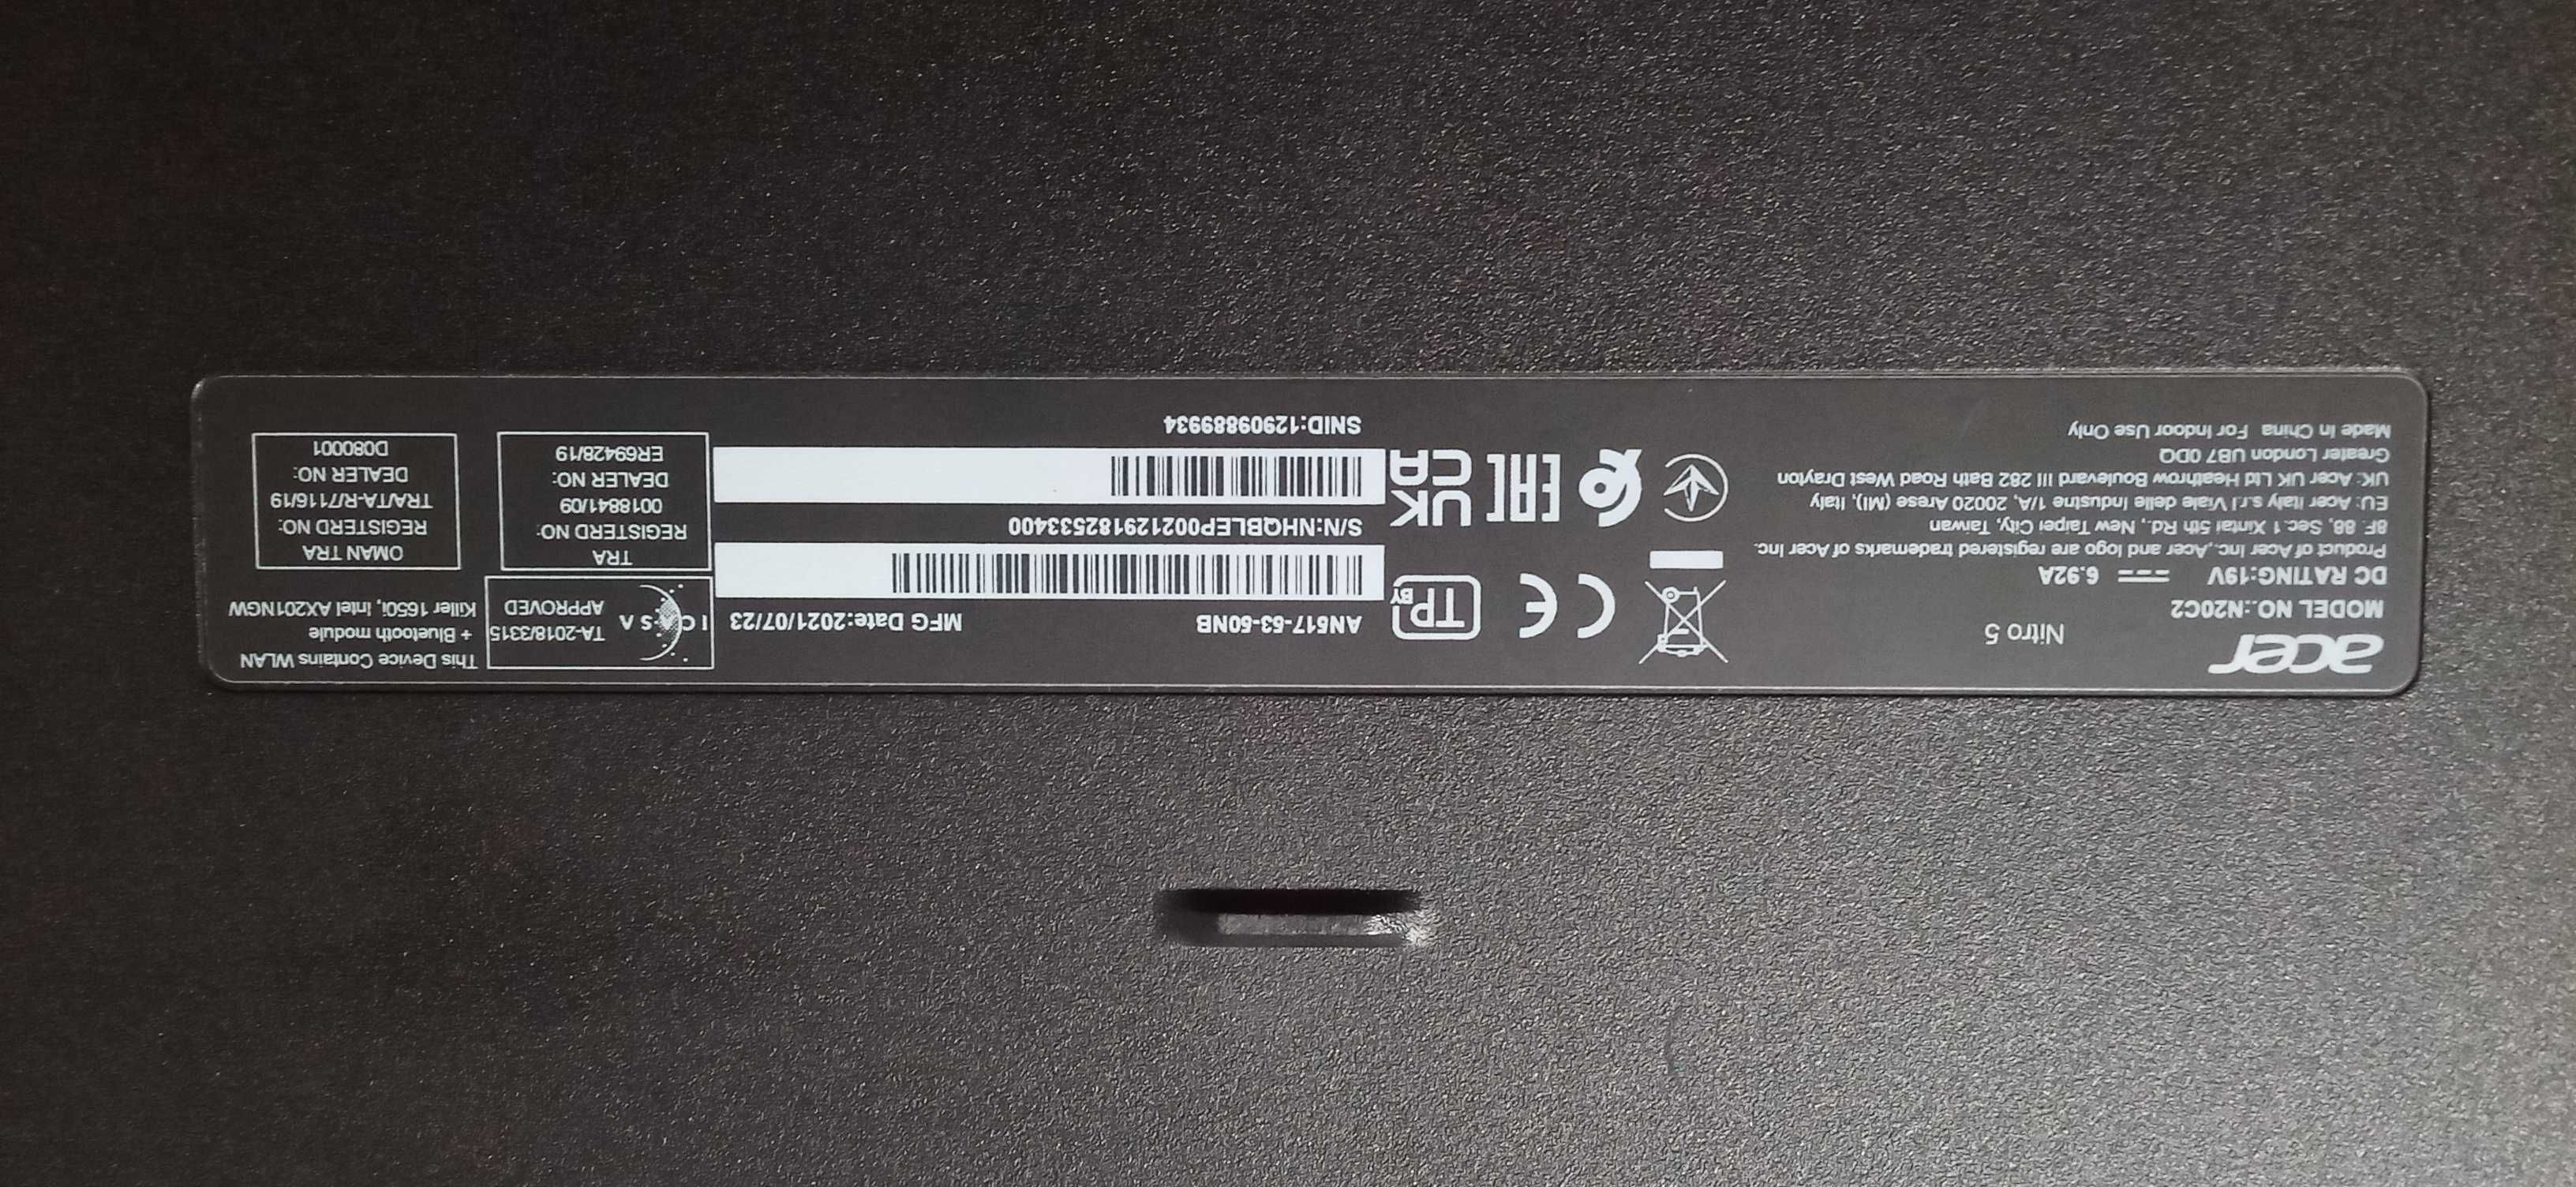 acer
Nitro 5
MODEL NO.:N20C2
DC RATING:19V 6.92A
Product of Acer Inc.,Acer and logo are registered trademarks of Acer Inc.
8F, 88, Sec. 1 Xintai 5th Rd., New Taipei City, Taiwan
EU: Acer Italy s.r.l Viale delle Industrie 1/A, 20020 Arese (MI), Italy
UK: Acer UK Ltd Heathrow Boulevard III 282 Bath Road West Drayton
Greater London UB7 0DQ
Made In China For Indoor Use Only
CE
TP
BY
EAC
UK
CA
AN517-53-50NB MFG Date:2021/07/23
S/N:NHQBLEP002129182533400
SNID:12909889934
ICASA
TA-2018/3315
APPROVED
TRA
REGISTERD NO:
0018841/09
DEALER NO:
ER69428/19
This Device Contains WLAN
+ Bluetooth module
Killer 1650i, Intel AX201NGW
OMAN TRA
REGISTERD NO:
TRA/TA-R/7116/19
DEALER NO:
D080001